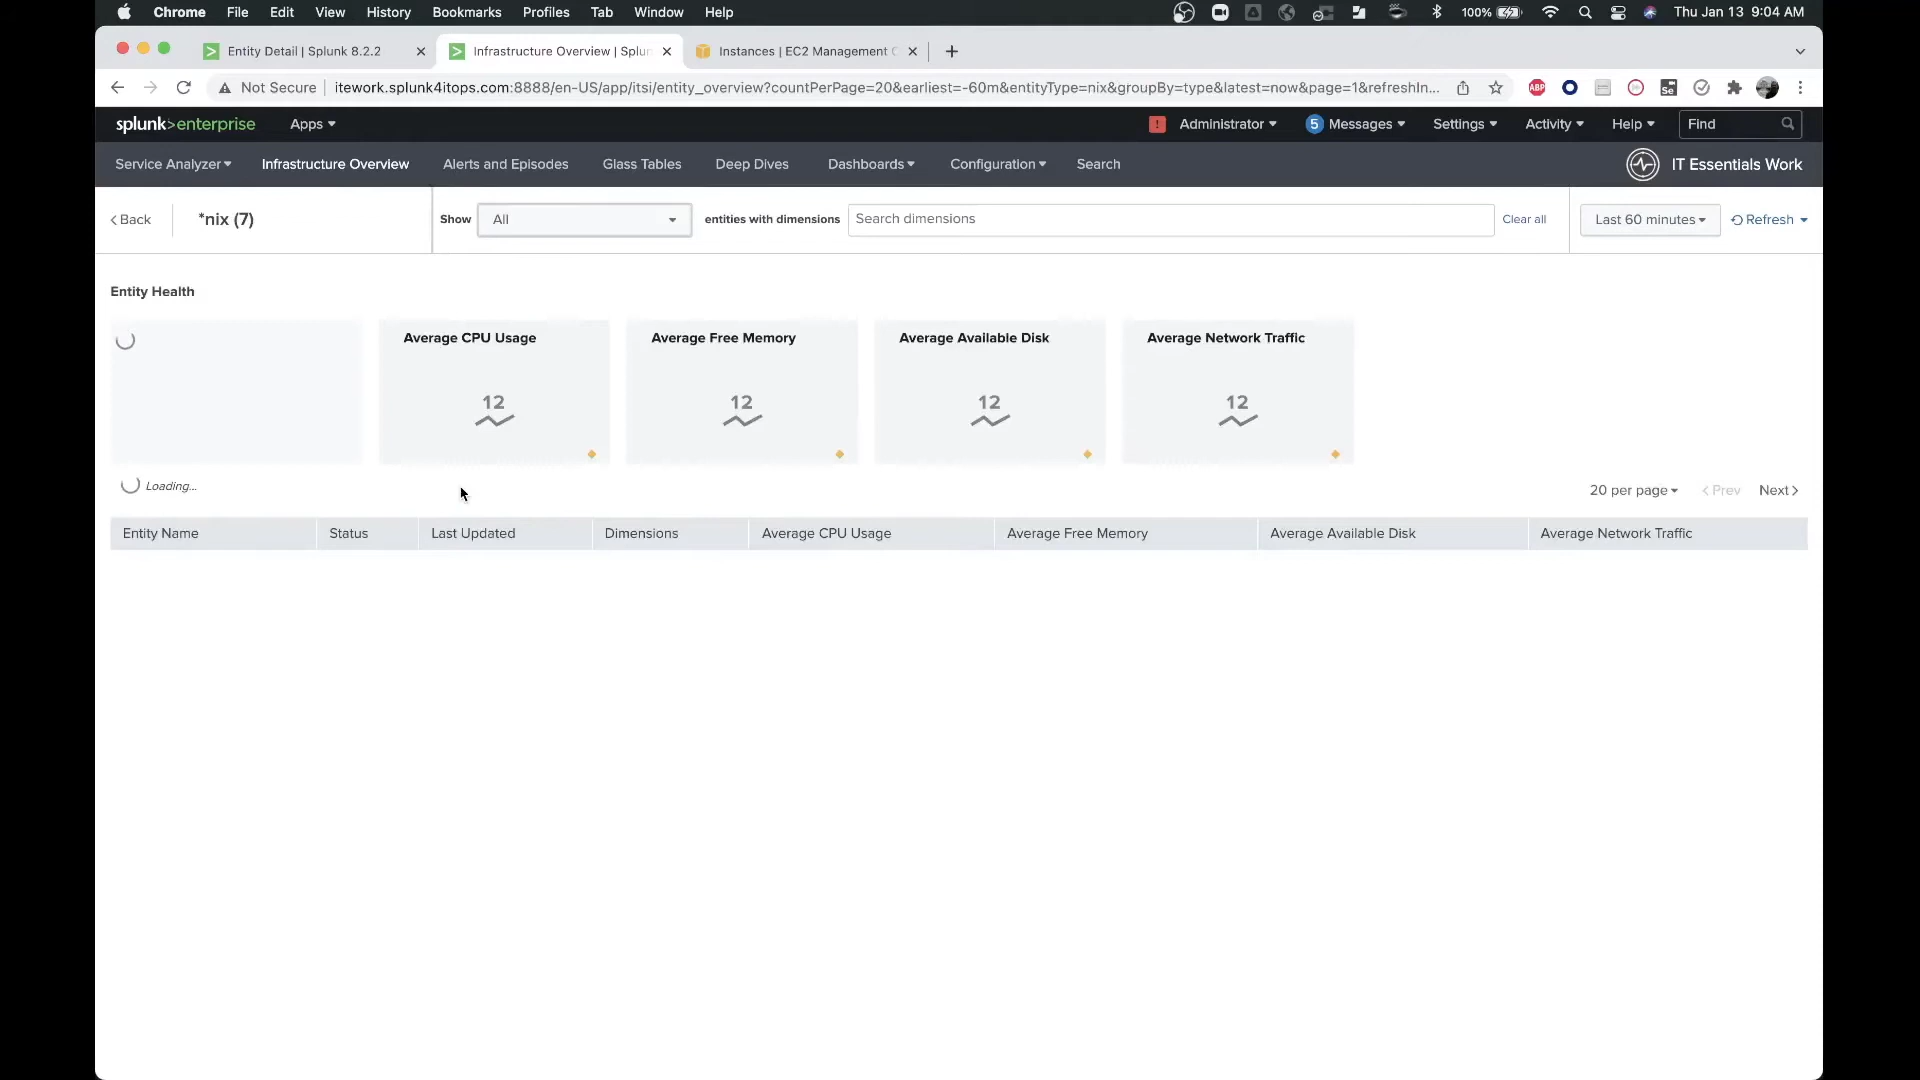 Chrome File Edit View History Bookmarks Profiles Tab Window Help 100% Thu Jan 13 9:04 AM
Entity Detail | Splunk 8.2.2 Infrastructure Overview | Splun Instances | EC2 Management C
Not Secure itework.splunk4itops.com:8888/en-US/app/itsi/entity_overview?countPerPage=20&earliest=-60m&entityType=nix&groupBy=type&latest=now&page=1&refreshIn... ABP Se
splunk>enterprise Apps ! Administrator 5 Messages Settings Activity Help Find
Service Analyzer Infrastructure Overview Alerts and Episodes Glass Tables Deep Dives Dashboards Configuration Search IT Essentials Work
< Back *nix (7) Show All entities with dimensions Search dimensions Clear all Last 60 minutes Refresh
Entity Health
Average CPU Usage Average Free Memory Average Available Disk Average Network Traffic
12 12 12 12
Loading... 20 per page < Prev Next >
Entity Name Status Last Updated Dimensions Average CPU Usage Average Free Memory Average Available Disk Average Network Traffic